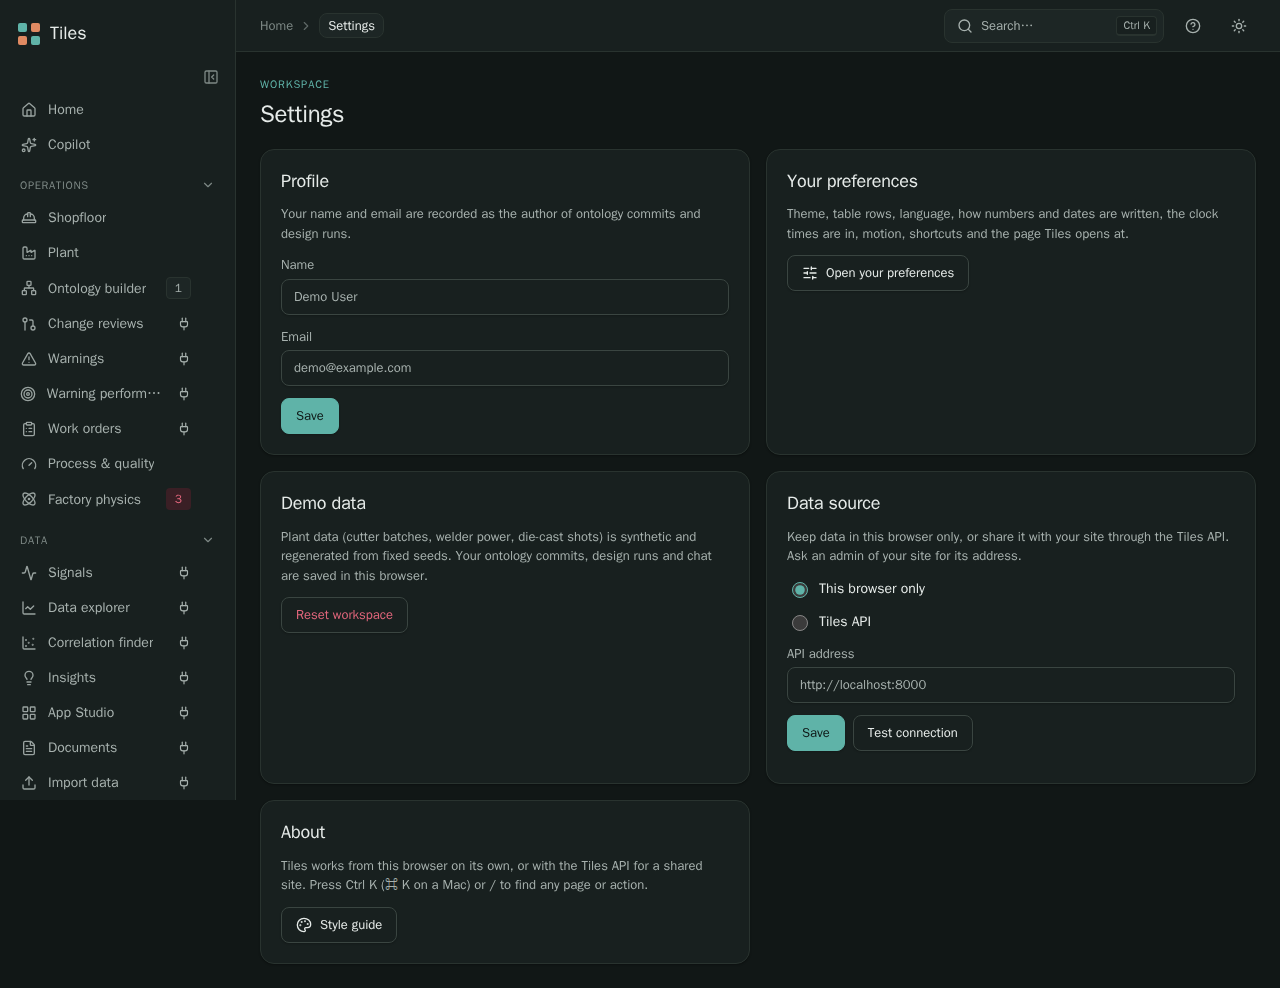 Tiles
Home
Copilot
OPERATIONS
Shopfloor
Plant
Ontology builder 1
Change reviews
Warnings
Warning perform···
Work orders
Process & quality
Factory physics 3
DATA
Signals
Data explorer
Correlation finder
Insights
App Studio
Documents
Import data
Home > Settings
Search··· Ctrl K
WORKSPACE
Settings
Profile
Your name and email are recorded as the author of ontology commits and
design runs.
Name
Demo User
Email
demo@example.com
Save
Your preferences
Theme, table rows, language, how numbers and dates are written, the clock
times are in, motion, shortcuts and the page Tiles opens at.
Open your preferences
Demo data
Plant data (cutter batches, welder power, die-cast shots) is synthetic and
regenerated from fixed seeds. Your ontology commits, design runs and chat
are saved in this browser.
Reset workspace
Data source
Keep data in this browser only, or share it with your site through the Tiles API.
Ask an admin of your site for its address.
This browser only
Tiles API
API address
http://localhost:8000
Save
Test connection
About
Tiles works from this browser on its own, or with the Tiles API for a shared
site. Press Ctrl K (⌘ K on a Mac) or / to find any page or action.
Style guide